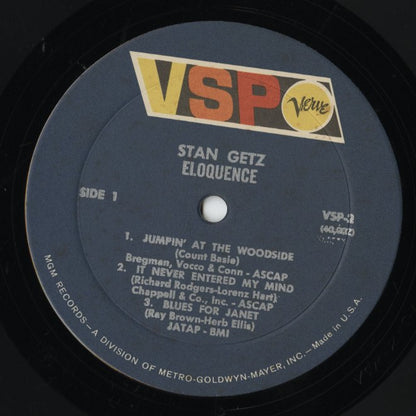 VSP
Verve
STAN GETZ
ELOQUENCE
SIDE 1
VSP-2
1. JUMPIN' AT THE WOODSIDE
(Count Basie)
Bregman, Vocco & Conn - ASCAP
2. IT NEVER ENTERED MY MIND
(Richard Rodgers-Lorenz Hart)
Chappell & Co., Inc. - ASCAP
3. BLUES FOR JANET
(Ray Brown-Herb Ellis)
JATAP - BMI
MGM RECORDS—A DIVISION OF METRO-GOLDWYN-MAYER, INC.—Made in U.S.A.